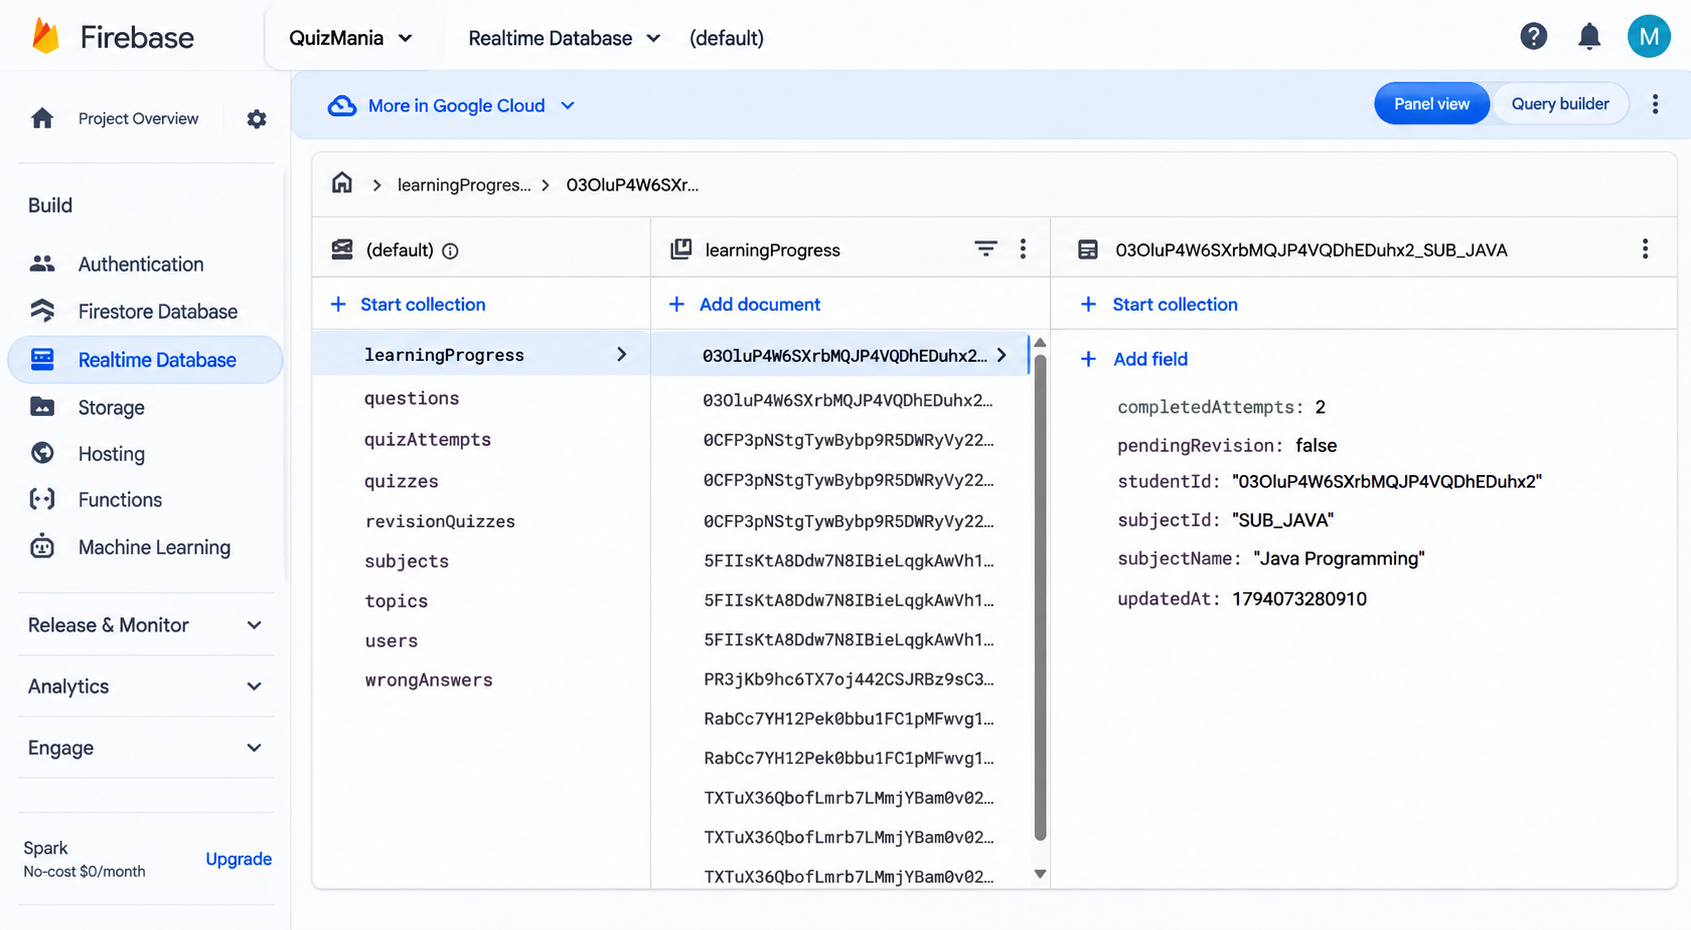 Firebase
QuizMania
Realtime Database
(default)
M
Project Overview
More in Google Cloud
Panel view
Query builder
Build
Authentication
Firestore Database
Realtime Database
Storage
Hosting
Functions
Machine Learning
Release & Monitor
Analytics
Engage
Spark
No-cost $0/month
Upgrade
learningProgres...
03OluP4W6SXr...
(default)
Start collection
learningProgress
questions
quizAttempts
quizzes
revisionQuizzes
subjects
topics
users
wrongAnswers
learningProgress
Add document
03OluP4W6SXrbMQJP4VQDhEDuhx2...
03OluP4W6SXrbMQJP4VQDhEDuhx2...
0CFP3pNStgTywBybp9R5DWRyVy22...
0CFP3pNStgTywBybp9R5DWRyVy22...
0CFP3pNStgTywBybp9R5DWRyVy22...
5FIIsKtA8Ddw7N8IBieLqgkAwVh1...
5FIIsKtA8Ddw7N8IBieLqgkAwVh1...
5FIIsKtA8Ddw7N8IBieLqgkAwVh1...
PR3jKb9hc6TX7oj442CSJRBz9sC3...
RabCc7YH12Pek0bbu1FC1pMFwvg1...
RabCc7YH12Pek0bbu1FC1pMFwvg1...
TXTuX36QbofLmrb7LMmjYBam0v02...
TXTuX36QbofLmrb7LMmjYBam0v02...
TXTuX36QbofLmrb7LMmjYBam0v02...
03OluP4W6SXrbMQJP4VQDhEDuhx2_SUB_JAVA
Start collection
Add field
completedAttempts: 2
pendingRevision: false
studentId: "03OluP4W6SXrbMQJP4VQDhEDuhx2"
subjectId: "SUB_JAVA"
subjectName: "Java Programming"
updatedAt: 1794073280910